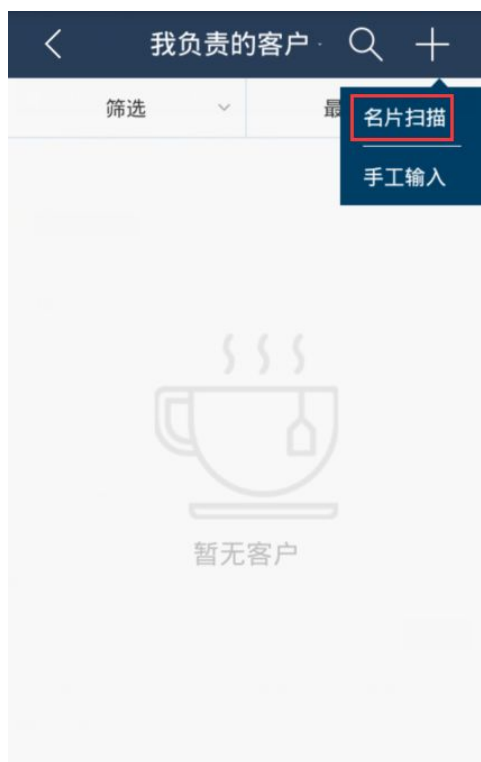 我负责的客户
筛选
最
名片扫描
手工输入
暂无客户